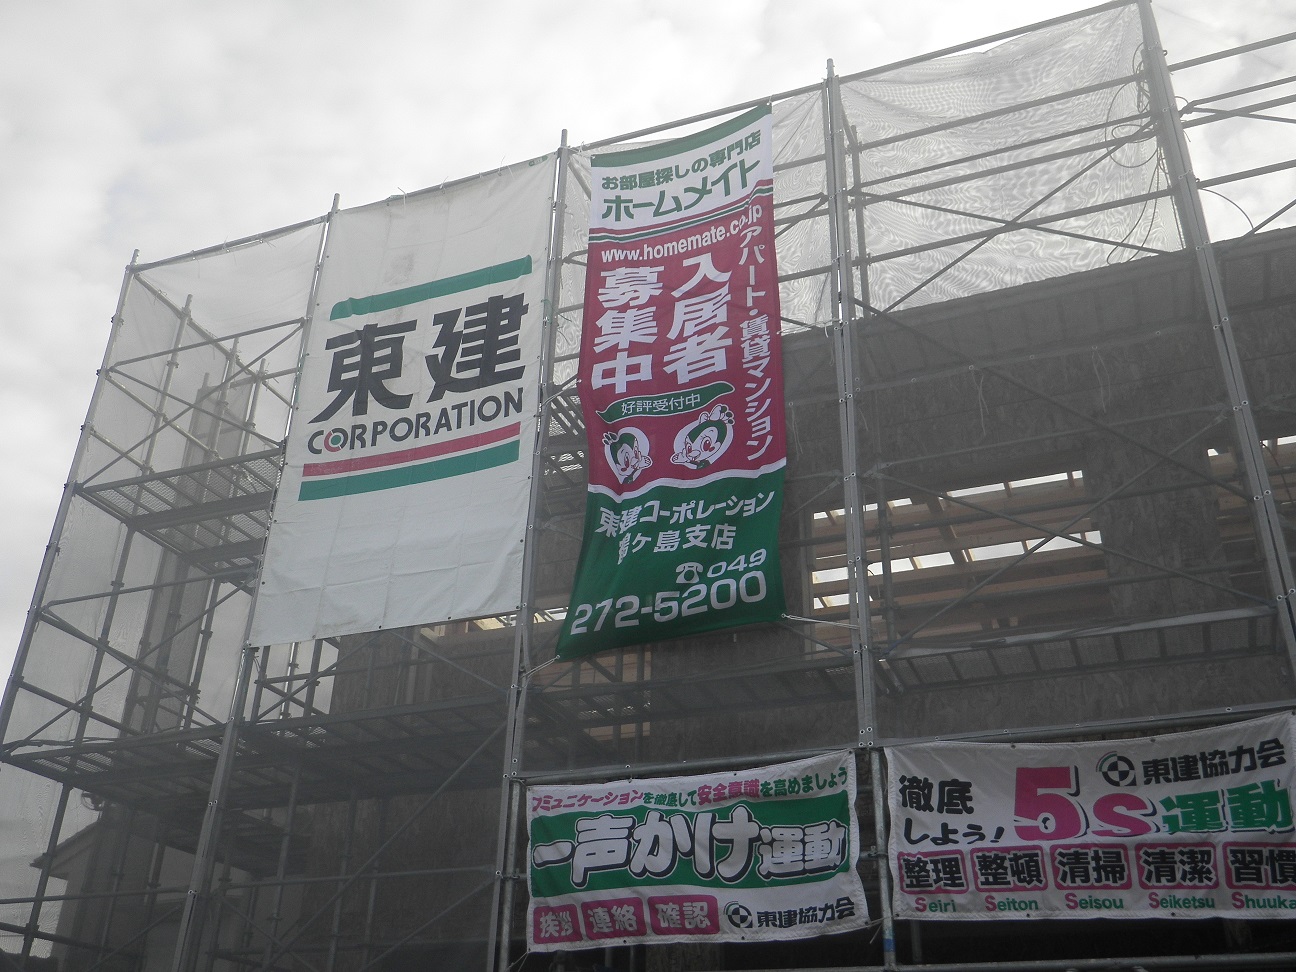 東建
CORPORATION
お部屋探しの専門店
ホームメイト
www.homemate.co.jp
アパート・賃貸マンション
入居者
募集中
好評受付中
東建コーポレーション
鶴ヶ島支店
☎049
272-5200
コミュニケーションを徹底して安全意識を高めましょう
一声かけ運動
挨拶 連絡 確認 東建協力会
徹底
しよう!
5S運動
東建協力会
整理 整頓 清掃 清潔 習慣
Seiri Seiton Seisou Seiketsu Shuuka